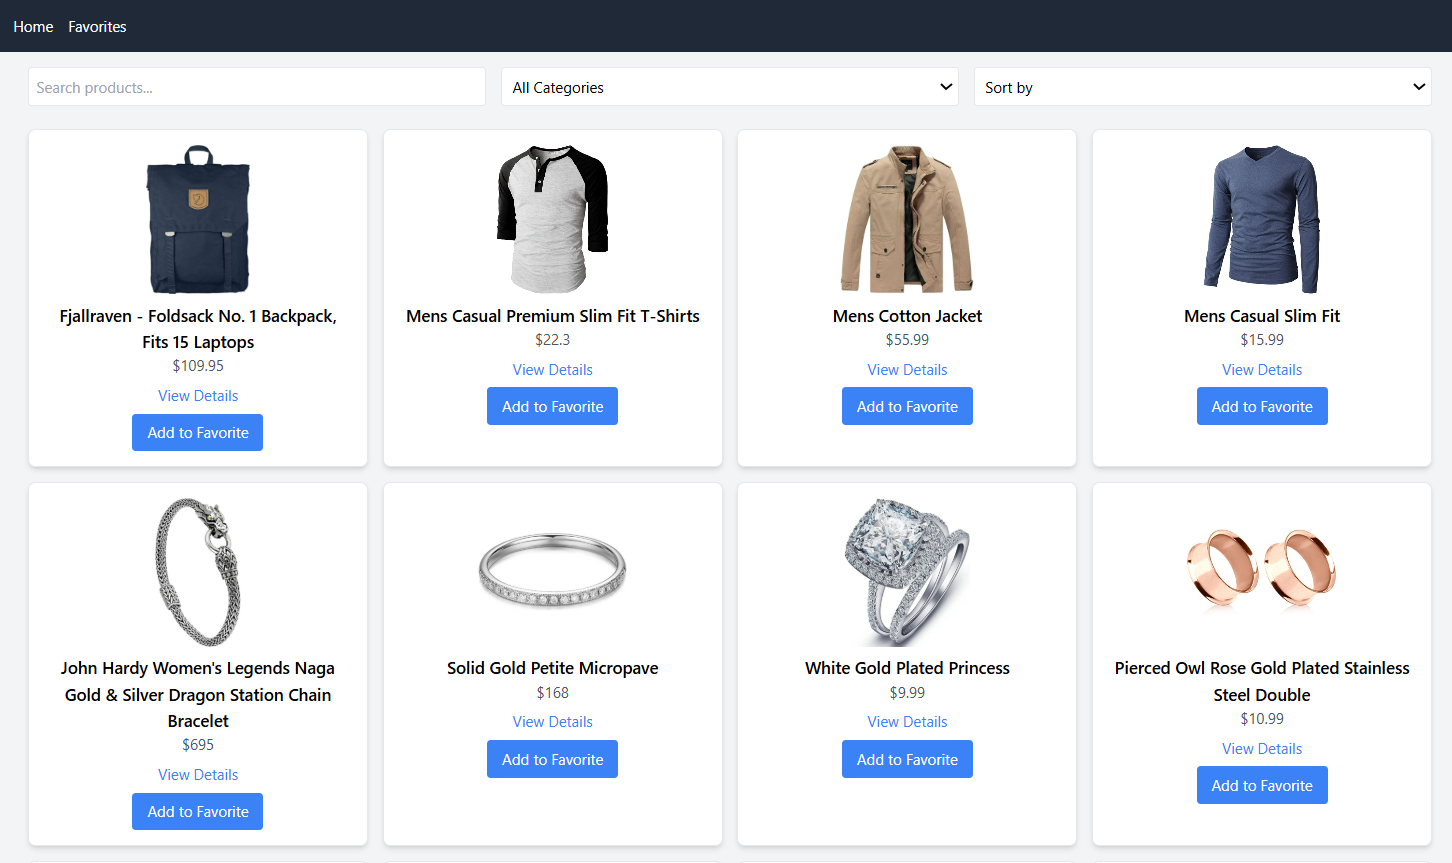 Home Favorites
Search products... All Categories Sort by
Fjallraven - Foldsack No. 1 Backpack,
Fits 15 Laptops
$109.95
View Details
Add to Favorite
Mens Casual Premium Slim Fit T-Shirts
$22.3
View Details
Add to Favorite
Mens Cotton Jacket
$55.99
View Details
Add to Favorite
Mens Casual Slim Fit
$15.99
View Details
Add to Favorite
John Hardy Women's Legends Naga
Gold & Silver Dragon Station Chain
Bracelet
$695
View Details
Add to Favorite
Solid Gold Petite Micropave
$168
View Details
Add to Favorite
White Gold Plated Princess
$9.99
View Details
Add to Favorite
Pierced Owl Rose Gold Plated Stainless
Steel Double
$10.99
View Details
Add to Favorite